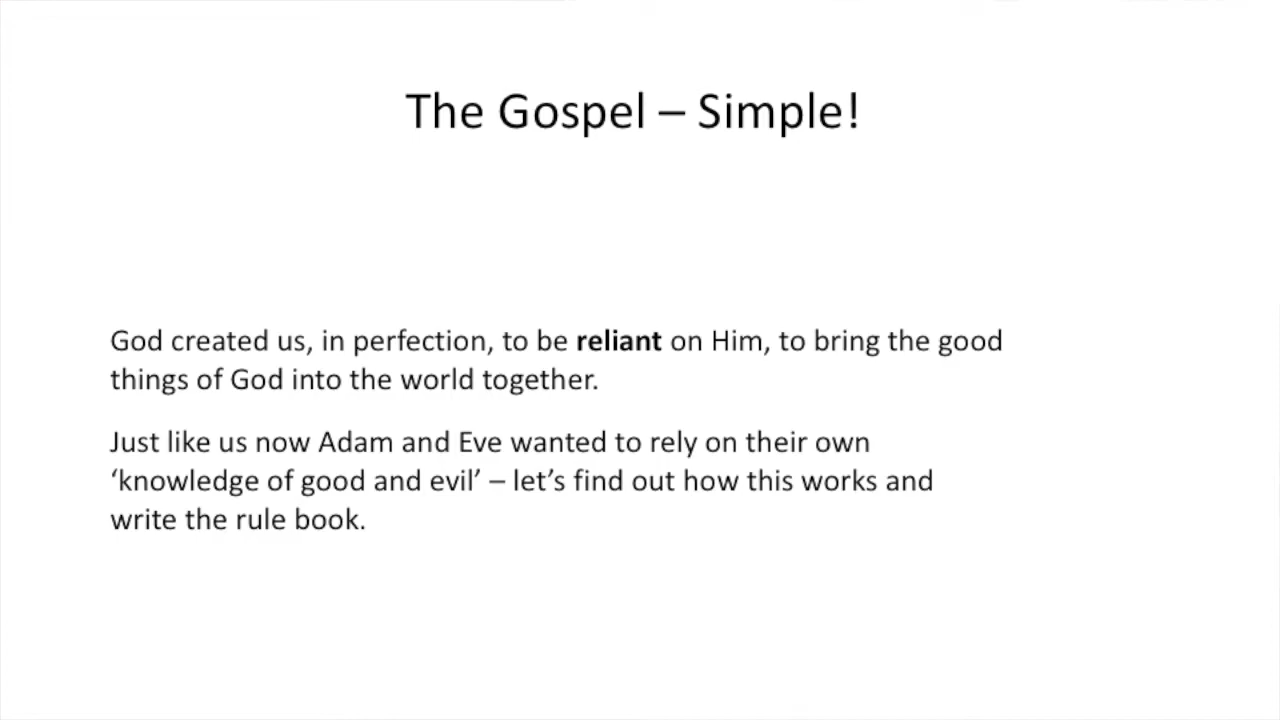 The Gospel – Simple!
God created us, in perfection, to be reliant on Him, to bring the good
things of God into the world together.
Just like us now Adam and Eve wanted to rely on their own
‘knowledge of good and evil’ – let’s find out how this works and
write the rule book.